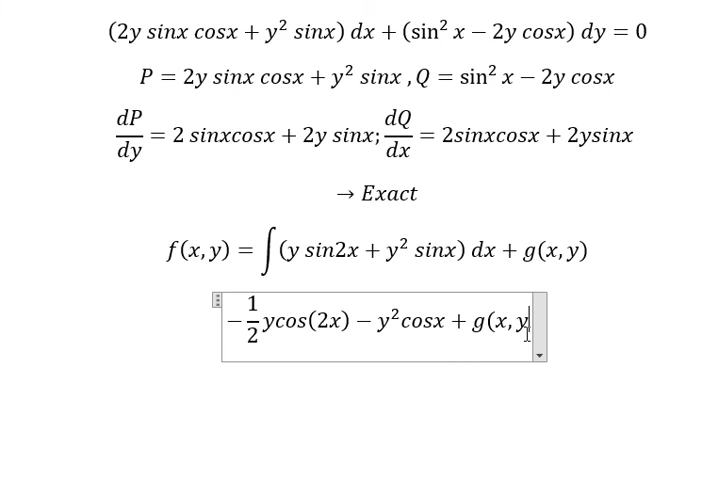 (2y sinx cosx + y² sinx) dx + (sin² x − 2y cosx) dy = 0
P = 2y sinx cosx + y² sinx , Q = sin² x − 2y cosx
dP/dy = 2 sinxcosx + 2y sinx; dQ/dx = 2sinxcosx + 2ysinx
→ Exact
f(x, y) = ∫(y sin2x + y² sinx) dx + g(x, y)
−1/2 ycos(2x) − y²cosx + g(x, y